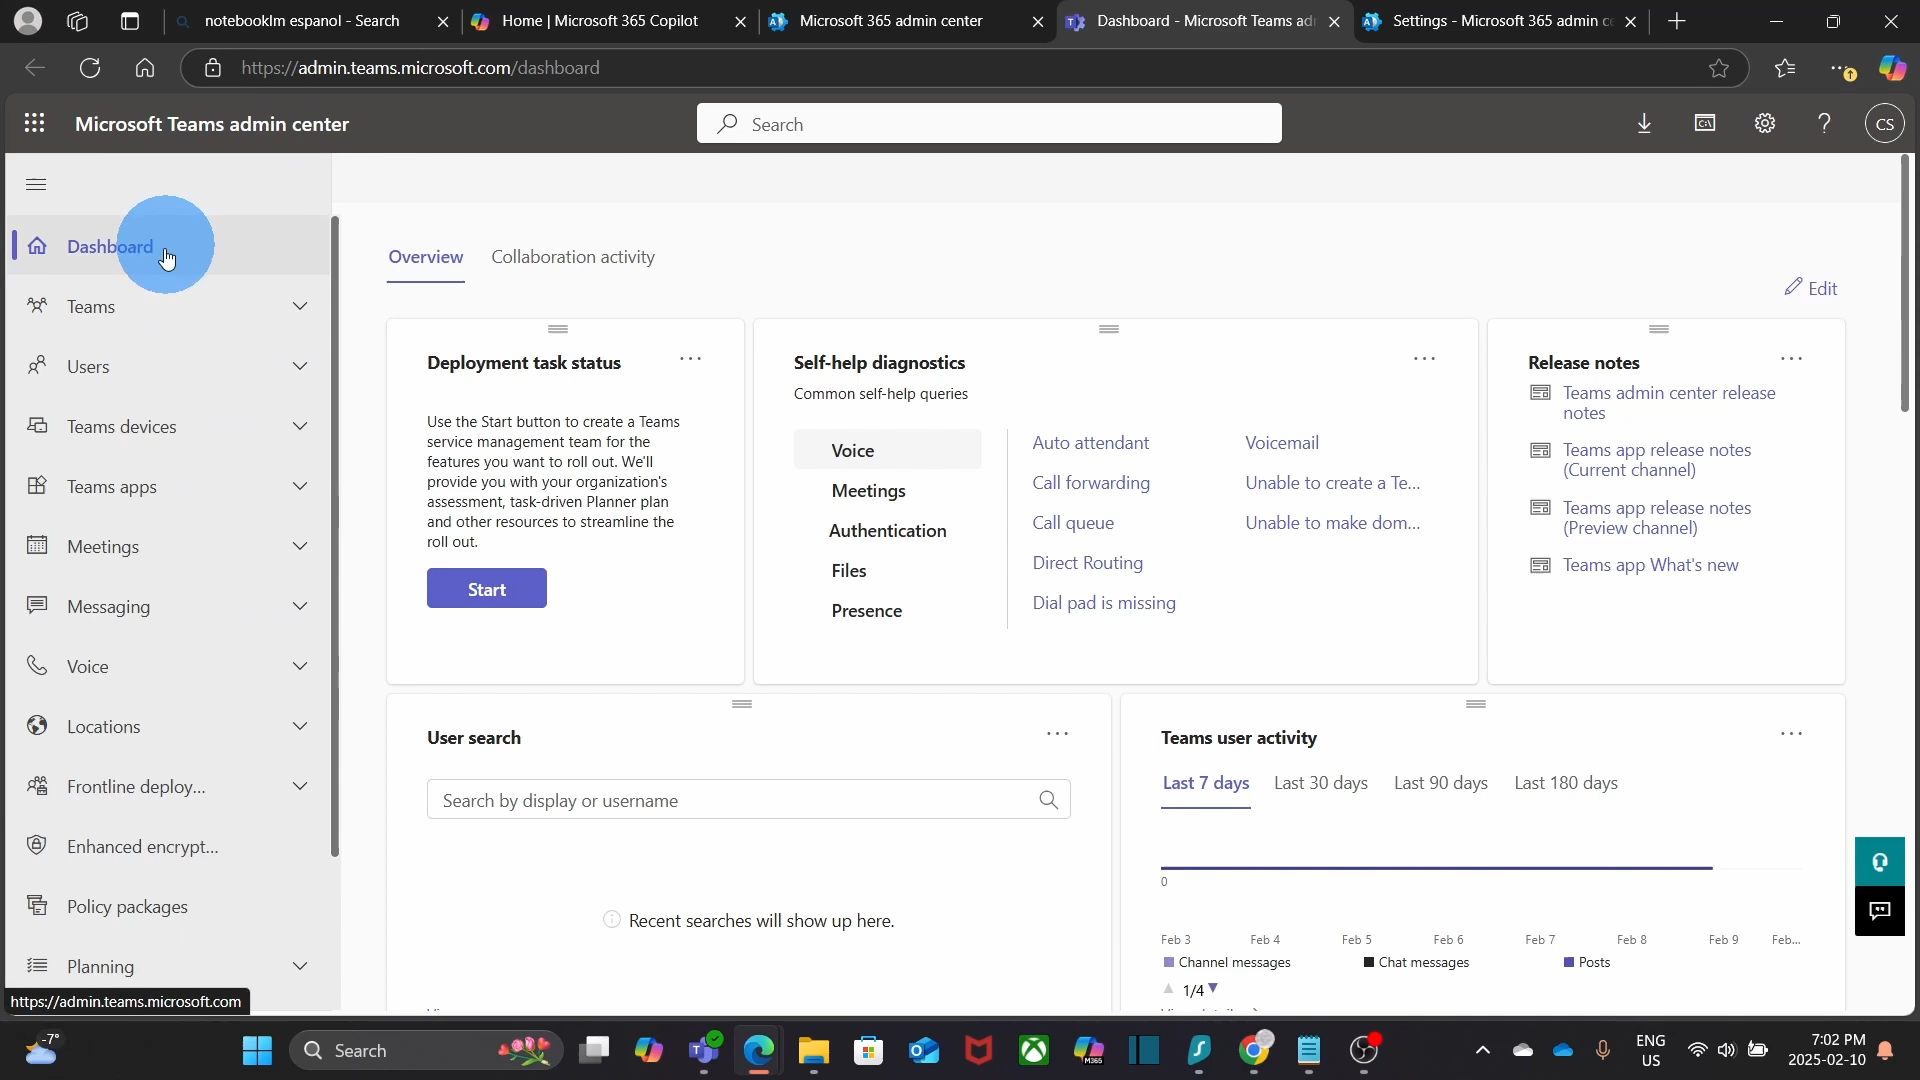 notebooklm espanol - Search
Home | Microsoft 365 Copilot
Microsoft 365 admin center
Dashboard - Microsoft Teams ad
Settings - Microsoft 365 admin c
https://admin.teams.microsoft.com/dashboard
Microsoft Teams admin center
Search
CS
Dashboard
Teams
Users
Teams devices
Teams apps
Meetings
Messaging
Voice
Locations
Frontline deploy...
Enhanced encrypt...
Policy packages
Planning
https://admin.teams.microsoft.com
Overview
Collaboration activity
Edit
Deployment task status
Use the Start button to create a Teams
service management team for the
features you want to roll out. We'll
provide you with your organization's
assessment, task-driven Planner plan
and other resources to streamline the
roll out.
Start
Self-help diagnostics
Common self-help queries
Voice
Meetings
Authentication
Files
Presence
Auto attendant
Call forwarding
Call queue
Direct Routing
Dial pad is missing
Voicemail
Unable to create a Te...
Unable to make dom...
Release notes
Teams admin center release
notes
Teams app release notes
(Current channel)
Teams app release notes
(Preview channel)
Teams app What's new
User search
Search by display or username
Recent searches will show up here.
Teams user activity
Last 7 days
Last 30 days
Last 90 days
Last 180 days
0
Feb 3
Feb 4
Feb 5
Feb 6
Feb 7
Feb 8
Feb 9
Feb...
Channel messages
Chat messages
Posts
1/4
-7°
Search
M365
ENG
US
7:02 PM
2025-02-10